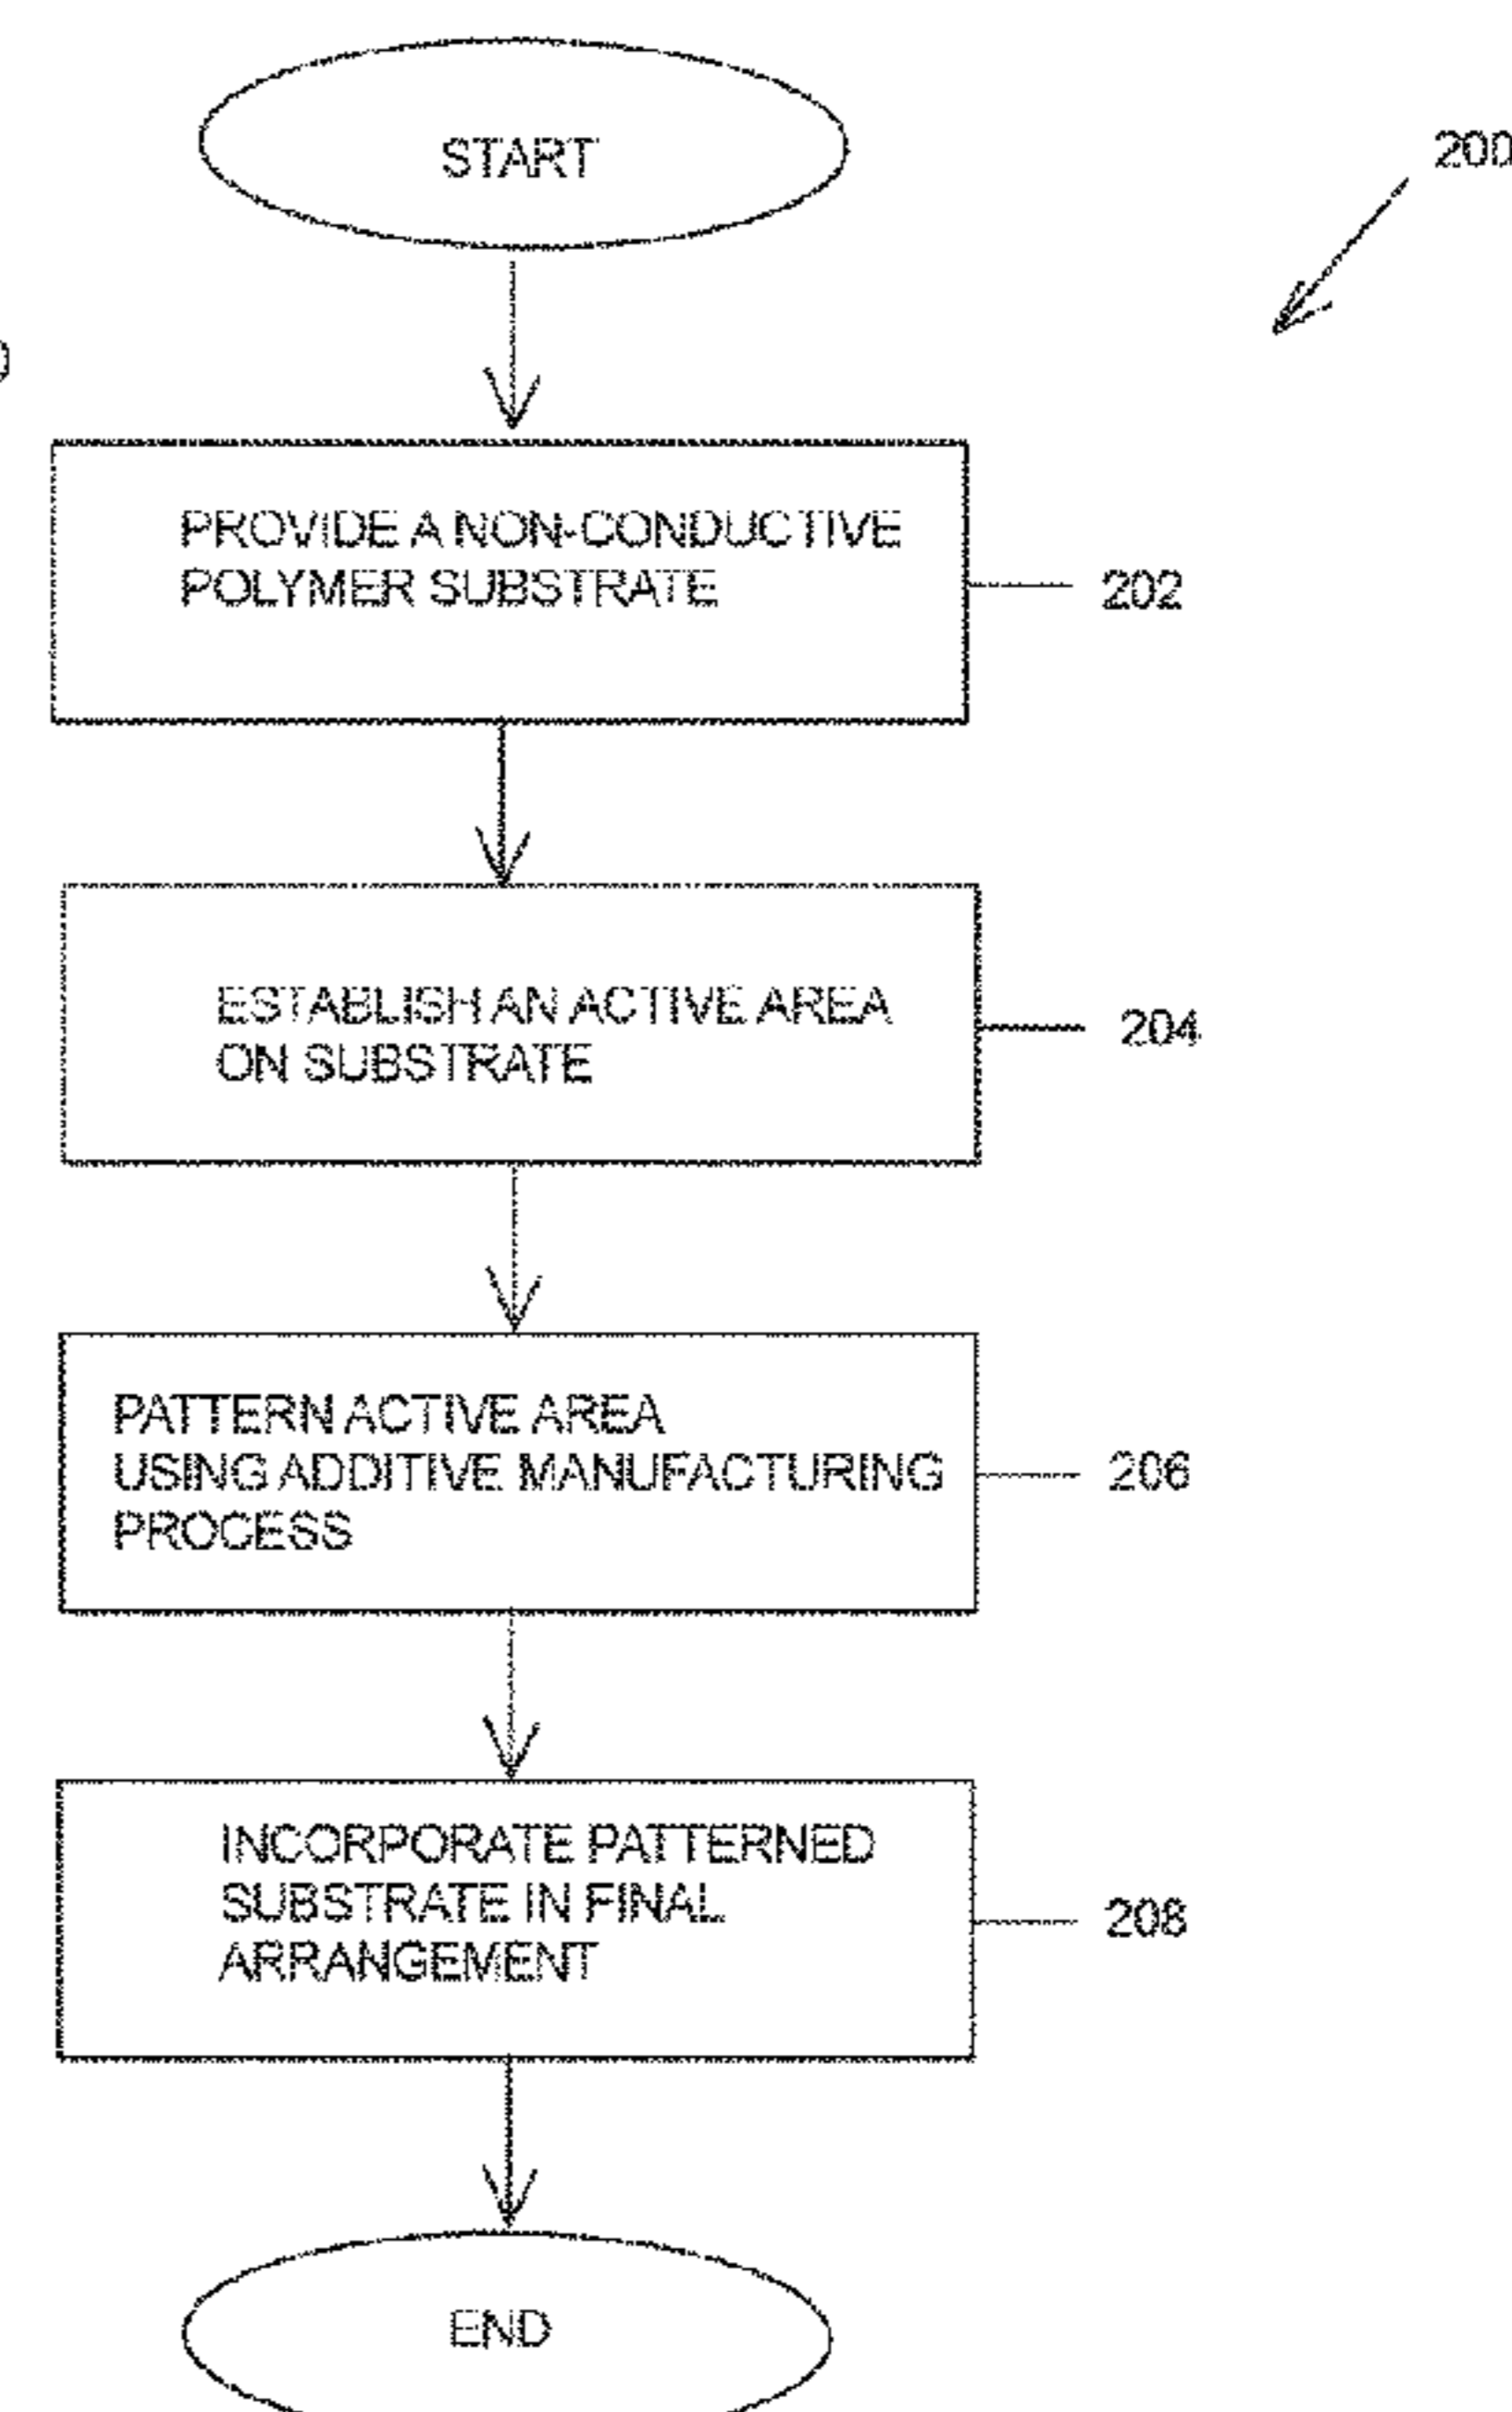 START
200
PROVIDE A NON-CONDUCTIVE
POLYMER SUBSTRATE
202
ESTABLISH AN ACTIVE AREA
ON SUBSTRATE
204
PATTERN ACTIVE AREA
USING ADDITIVE MANUFACTURING
PROCESS
206
INCORPORATE PATTERNED
SUBSTRATE IN FINAL
ARRANGEMENT
208
END